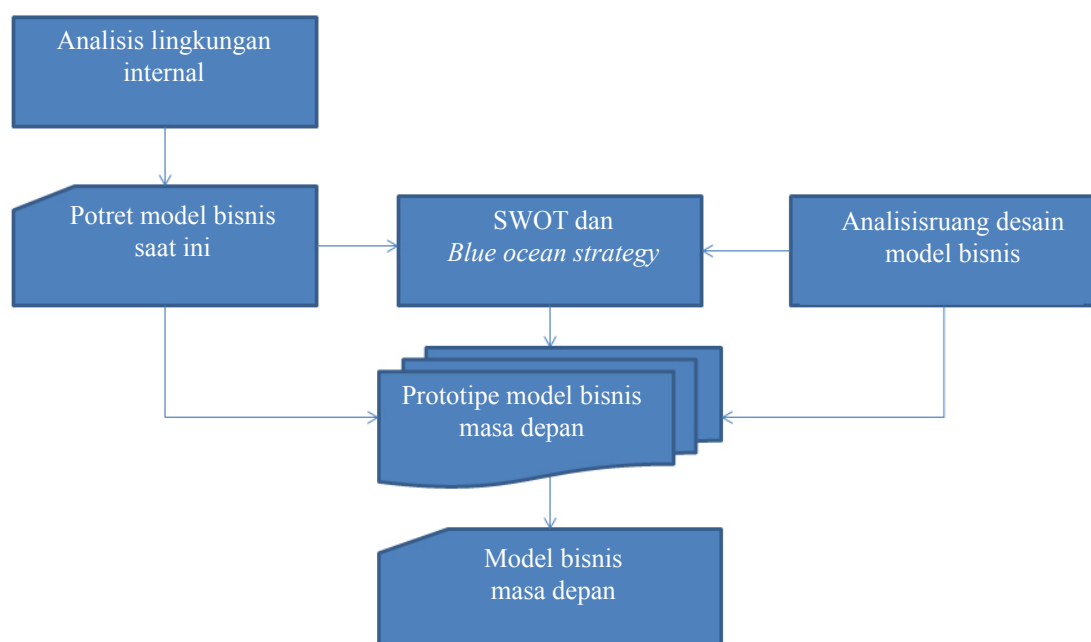 Analisis lingkungan
internal
Potret model bisnis
saat ini
SWOT dan
Blue ocean strategy
Analisisruang desain
model bisnis
Prototipe model bisnis
masa depan
Model bisnis
masa depan